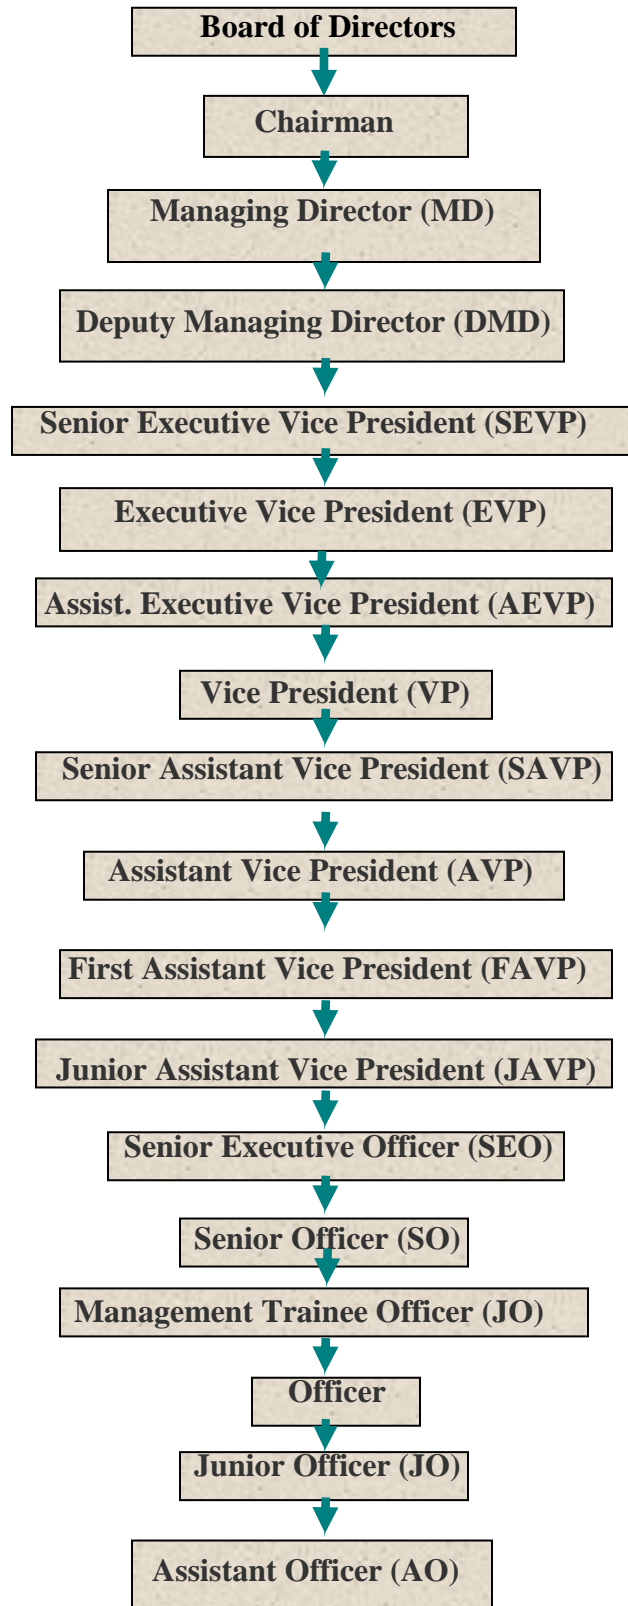 Board of Directors
Chairman
Managing Director (MD)
Deputy Managing Director (DMD)
Senior Executive Vice President (SEVP)
Executive Vice President (EVP)
Assist. Executive Vice President (AEVP)
Vice President (VP)
Senior Assistant Vice President (SAVP)
Assistant Vice President (AVP)
First Assistant Vice President (FAVP)
Junior Assistant Vice President (JAVP)
Senior Executive Officer (SEO)
Senior Officer (SO)
Management Trainee Officer (JO)
Officer
Junior Officer (JO)
Assistant Officer (AO)